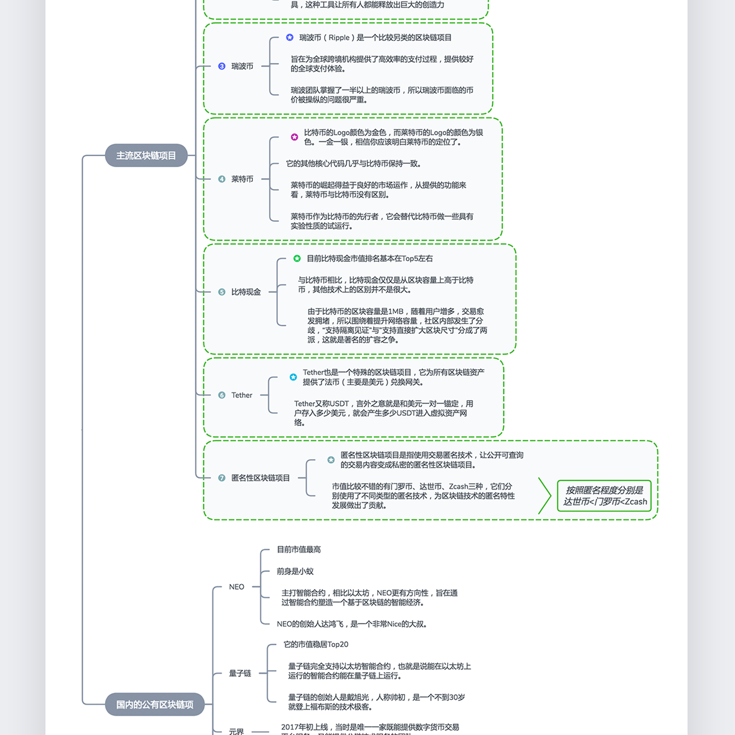 具，这种工具让所有人都能释放出巨大的创造力
瑞波币（Ripple）是一个比较另类的区块链项目
旨在为全球跨境机构提供了高效率的支付过程，提供较好
的全球支付体验。
3 瑞波币
瑞波团队掌握了一半以上的瑞波币，所以瑞波币面临的币
价被操纵的问题很严重。
比特币的Logo颜色为金色，而莱特币的Logo的颜色为银
色。一金一银，相信你应该明白莱特币的定位了。
主流区块链项目
它的其他核心代码几乎与比特币保持一致。
4 莱特币
莱特币的崛起得益于良好的市场运作，从提供的功能来
看，莱特币与比特币没有区别。
莱特币作为比特币的先行者，它会替代比特币做一些具有
实验性质的试运行。
目前比特现金市值排名基本在Top5左右
与比特币相比，比特现金仅仅是从区块容量上高于比特
币，其他技术上的区别并不是很大。
5 比特现金
由于比特币的区块容量是1MB，随着用户增多，交易愈
发拥堵，所以围绕着提升网络容量，社区内部发生了分
歧，“支持隔离见证”与“支持直接扩大区块尺寸”分成了两
派，这就是著名的扩容之争。
Tether也是一个特殊的区块链项目，它为所有区块链资产
提供了法币（主要是美元）兑换网关。
6 Tether
Tether又称USDT，言外之意就是和美元一对一锚定，用
户存入多少美元，就会产生多少USDT进入虚拟资产网
络。
匿名性区块链项目是指使用交易匿名技术，让公开可查询
的交易内容变成私密的匿名性区块链项目。
7 匿名性区块链项目
市值比较不错的有门罗币、达世币、Zcash三种，它们分
别使用了不同类型的匿名技术，为区块链技术的匿名特性
发展做出了贡献。
按照匿名程度分别是
达世币<门罗币<Zcash
目前市值最高
前身是小蚁
NEO
主打智能合约，相比以太坊，NEO更有方向性，旨在通
过智能合约塑造一个基于区块链的智能经济。
NEO的创始人达鸿飞，是一个非常Nice的大叔。
它的市值稳居Top20
量子链完全支持以太坊智能合约，也就是说能在以太坊上
运行的智能合约能在量子链上运行。
量子链
量子链的创始人是戴旭光，人称帅初，是一个不到30岁
就登上福布斯的技术极客。
国内的公有区块链项
2017年初上线，当时是唯一一家既能提供数字货币交易
元界